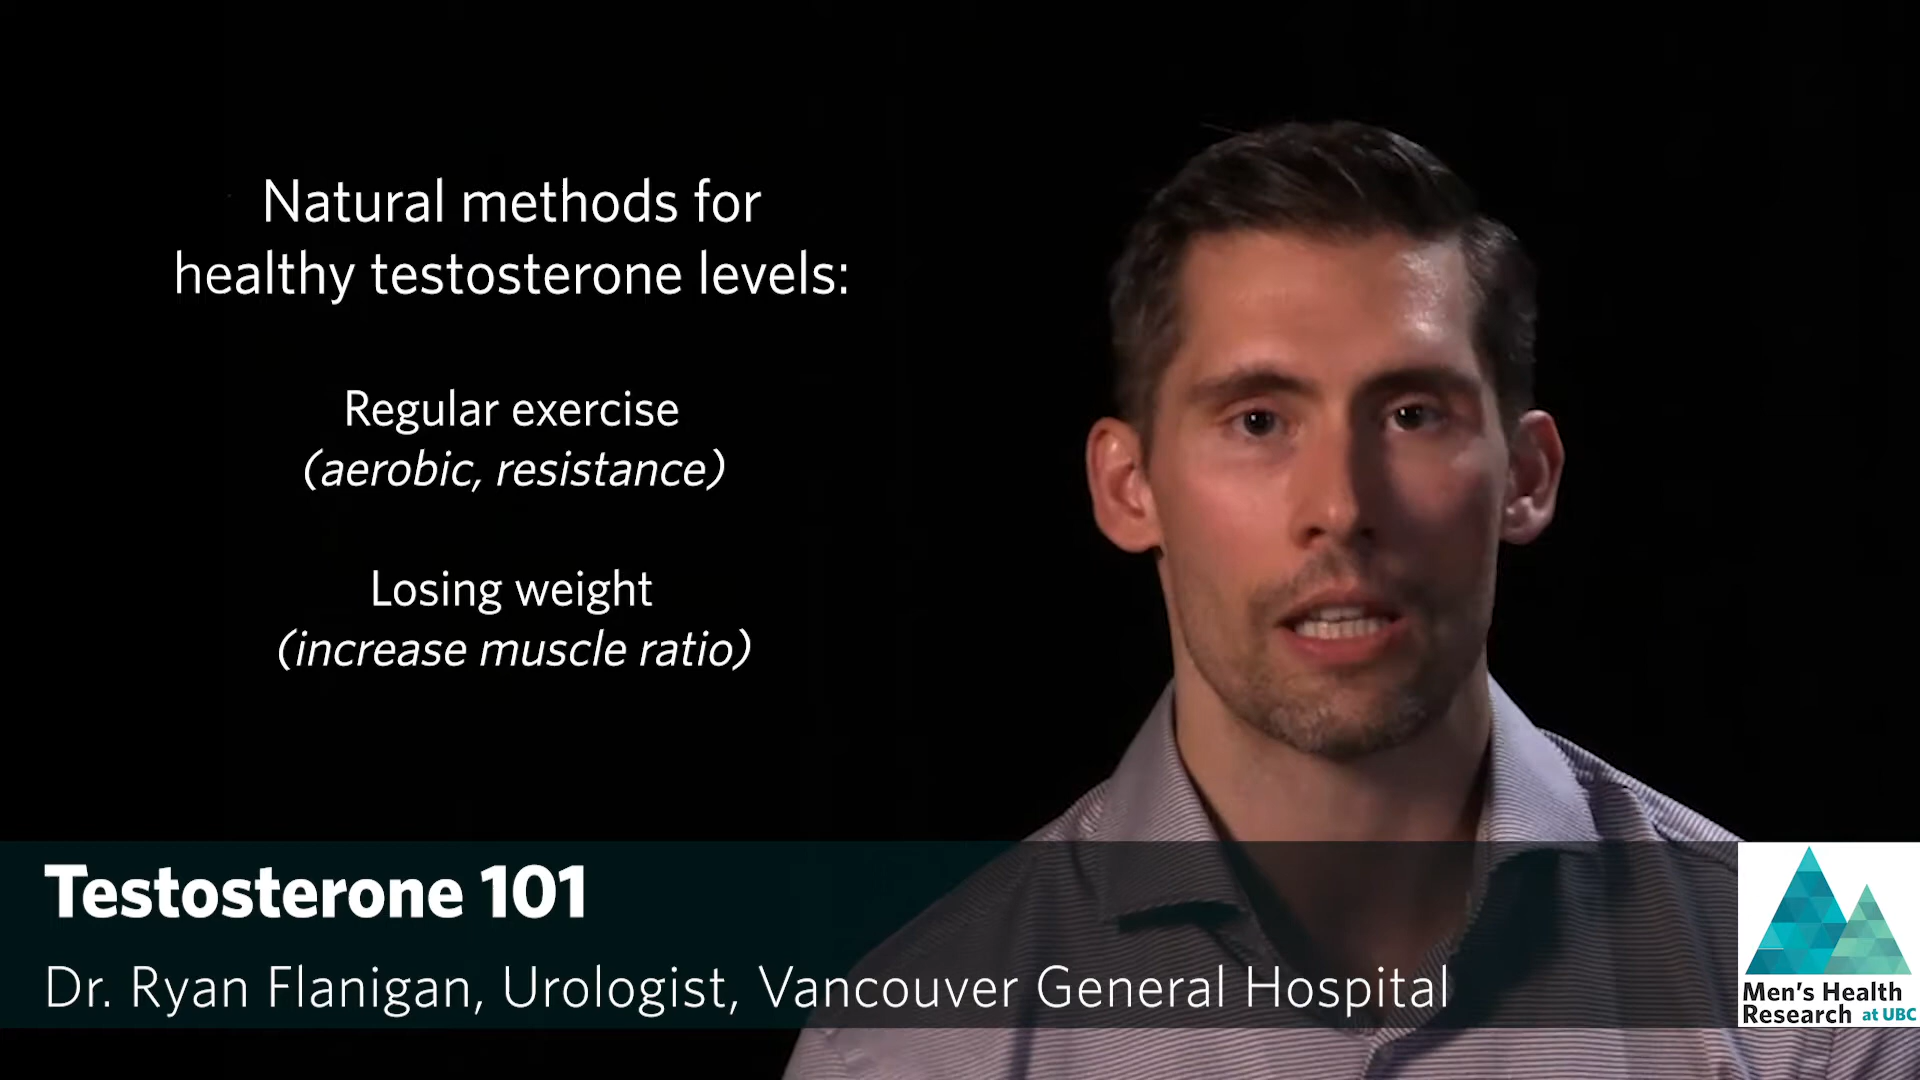 Natural methods for
healthy testosterone levels:
Regular exercise
(aerobic, resistance)
Losing weight
(increase muscle ratio)
Testosterone 101
Dr. Ryan Flanigan, Urologist, Vancouver General Hospital
Men's Health
Research at UBC